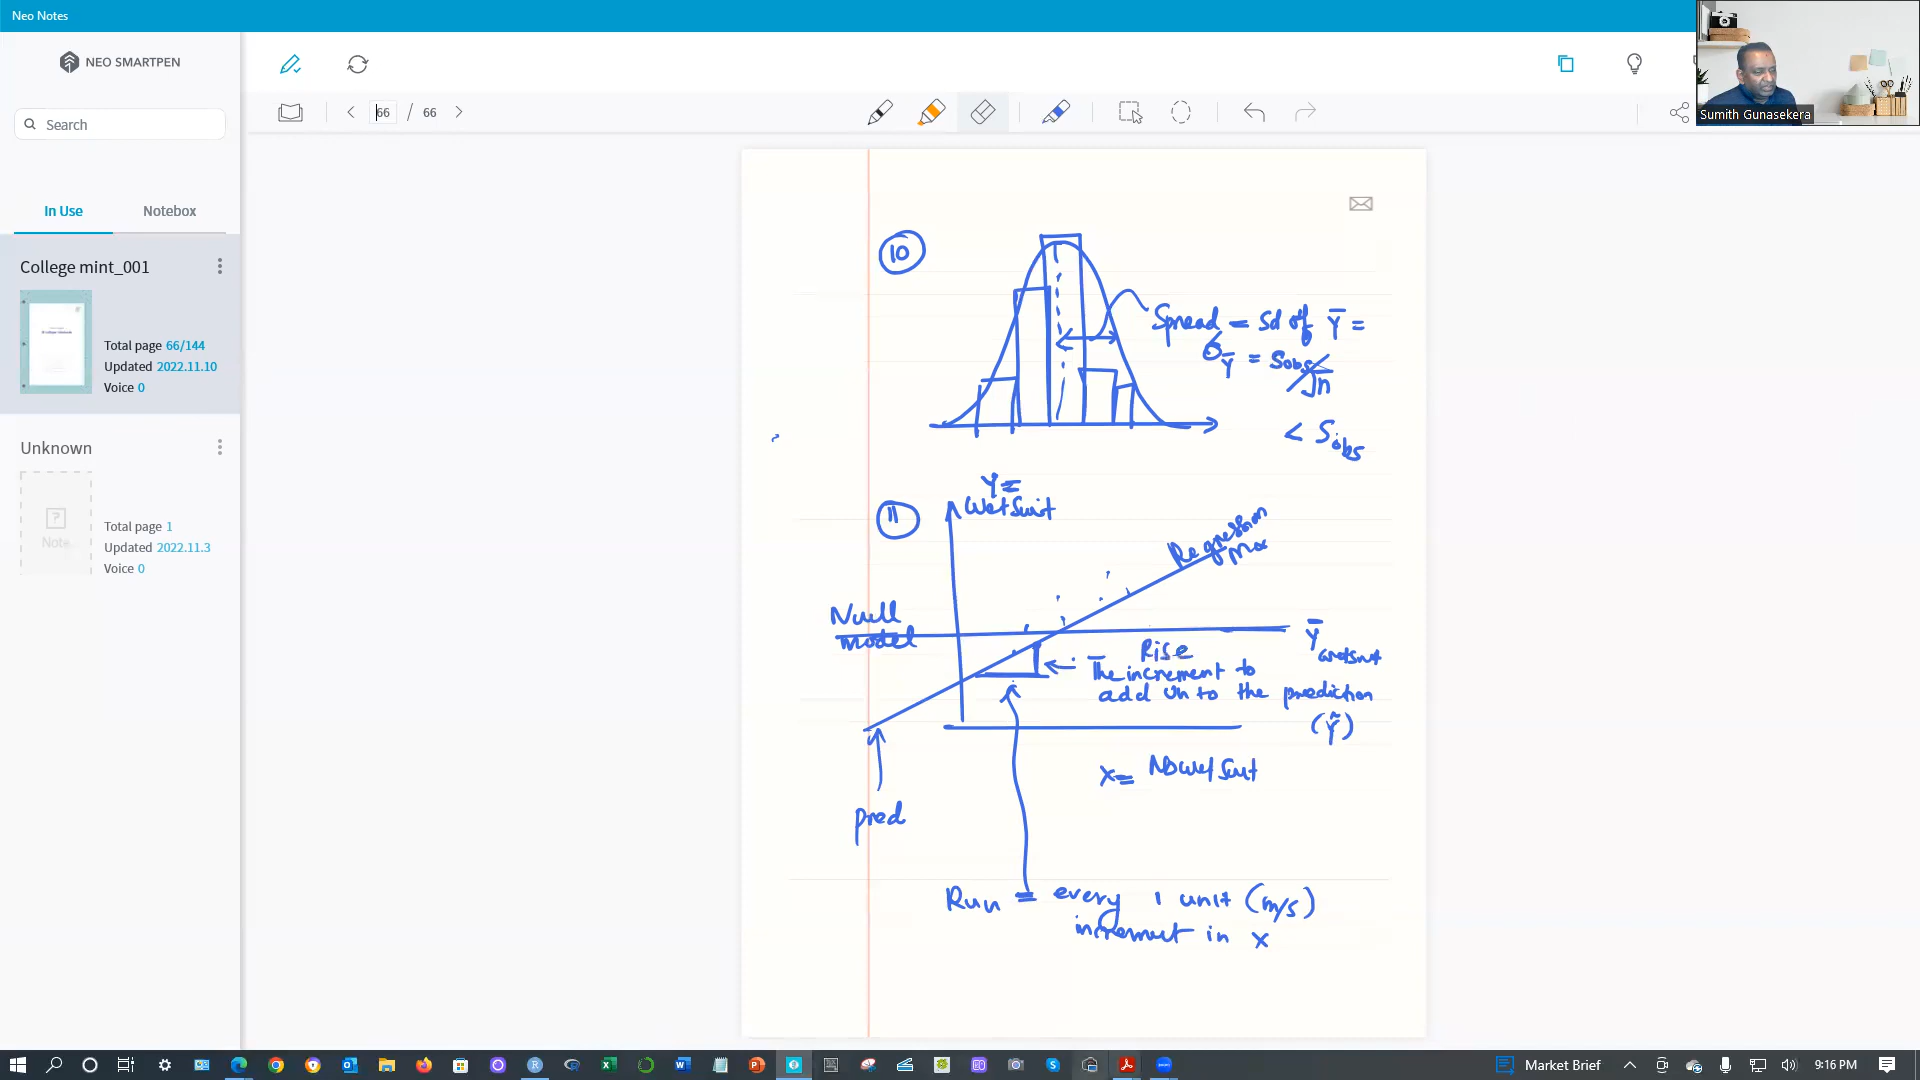 Neo Notes
NEO SMARTPEN
Search
In Use
Notebox
College mint_001
Total page 66/144
Updated 2022.11.10
Voice 0
Unknown
Note..
Total page 1
Updated 2022.11.3
Voice 0
66 / 66
Sumith Gunasekera
10
Spread = Sd of Ȳ =
σȲ = Sobs/√n
< Sobs
11
Y =
Wetsuit
Regression
Null
model
Ȳ wetsuit
Rise
The increment to
add on to the prediction
(Ŷ)
X = Nowetsuit
pred
Run = every 1 unit (m/s)
increment in x
Market Brief
9:16 PM